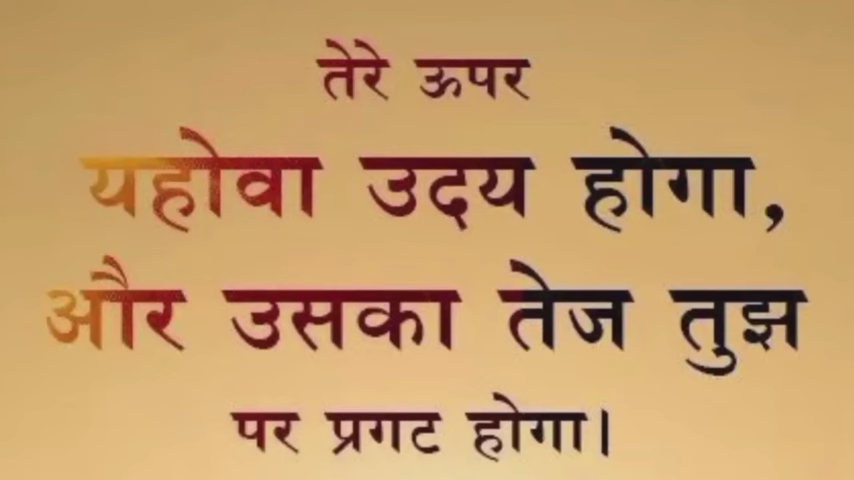 तेरे ऊपर
यहोवा उदय होगा,
और उसका तेज तुझ
पर प्रगट होगा।